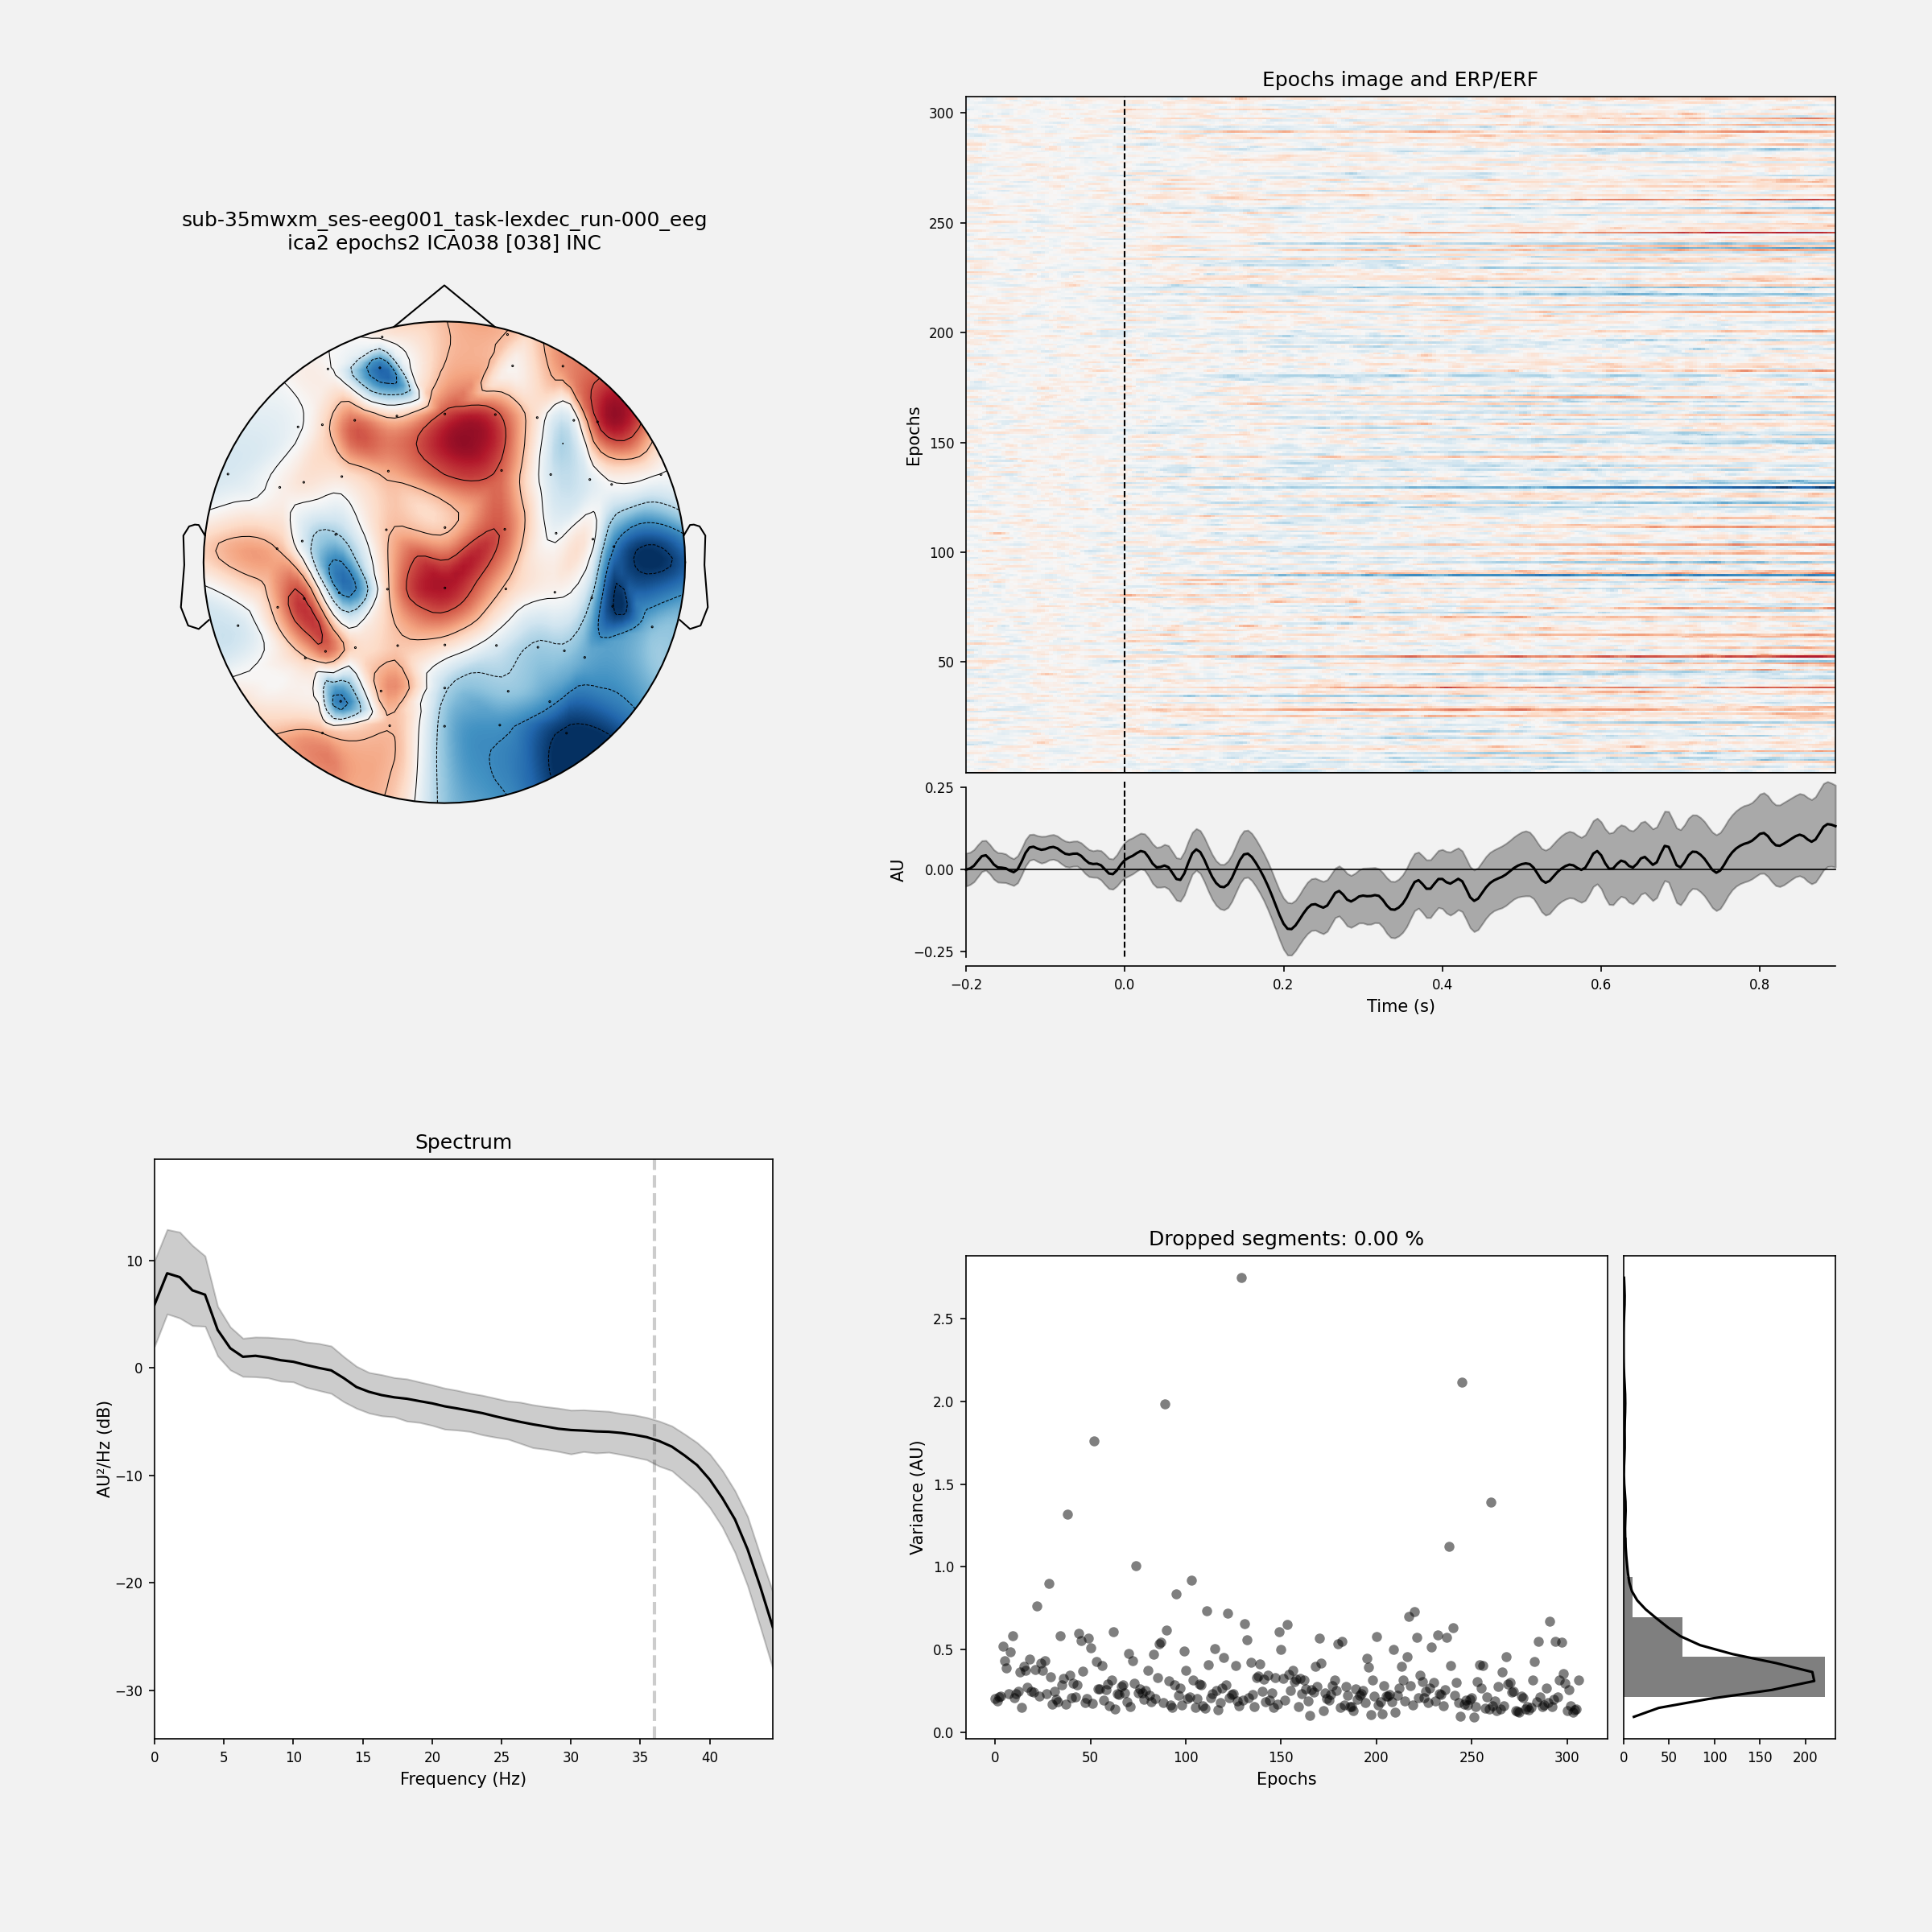 sub-35mwxm_ses-eeg001_task-lexdec_run-000_eeg
ica2 epochs2 ICA038 [038] INC
Epochs image and ERP/ERF
300
250
200
150
100
50
Epochs
0.25
0.00
−0.25
AU
−0.2 0.0 0.2 0.4 0.6 0.8
Time (s)
Spectrum
10
0
−10
−20
−30
AU²/Hz (dB)
0 5 10 15 20 25 30 35 40
Frequency (Hz)
Dropped segments: 0.00 %
2.5
2.0
1.5
1.0
0.5
0.0
Variance (AU)
0 50 100 150 200 250 300
Epochs
0 50 100 150 200